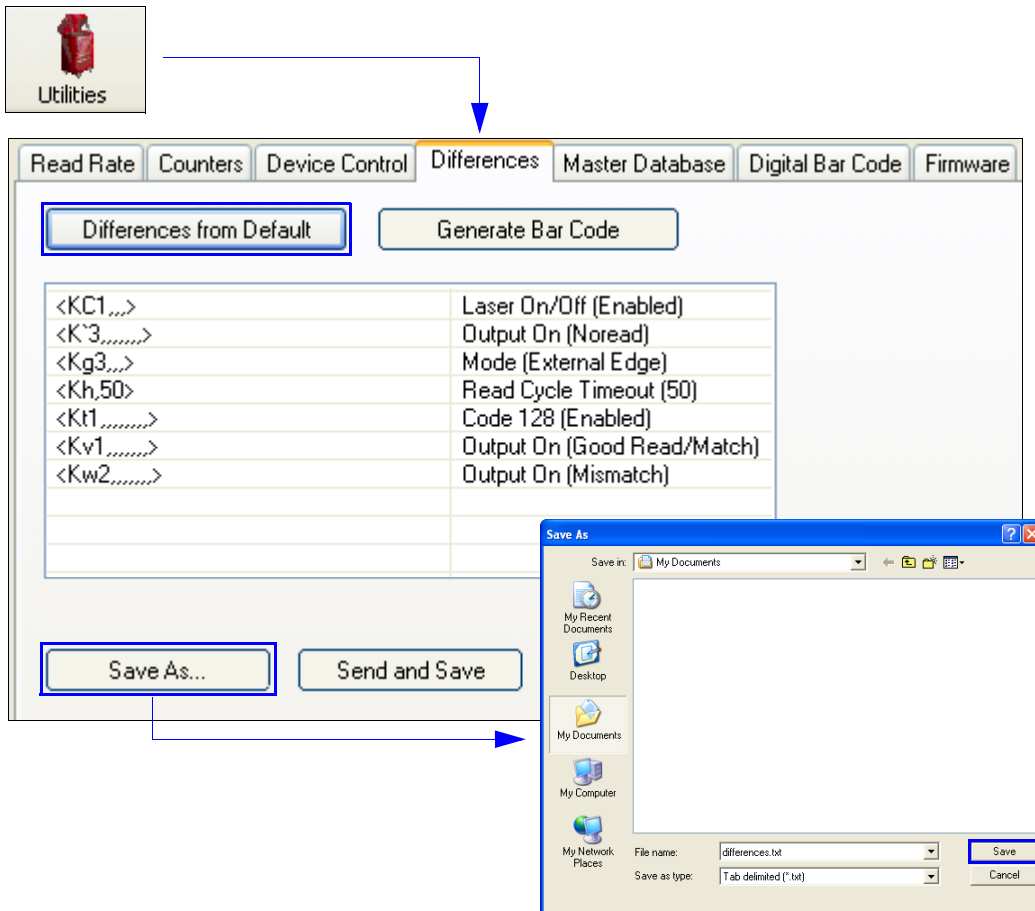 Utilities
Read Rate Counters Device Control Differences Master Database Digital Bar Code Firmware
Differences from Default Generate Bar Code
<KC1,,,> Laser On/Off (Enabled)
<K`3,,,,,,,> Output On (Noread)
<Kg3,,,> Mode (External Edge)
<Kh,50> Read Cycle Timeout (50)
<Kt1,,,,,,,,> Code 128 (Enabled)
<Kv1,,,,,,,> Output On (Good Read/Match)
<Kw2,,,,,,,> Output On (Mismatch)
Save As... Send and Save
Save As
Save in: My Documents
My Recent
Documents
Desktop
My Documents
My Computer
My Network
Places
File name: differences.txt Save
Save as type: Tab delimited (*.txt) Cancel